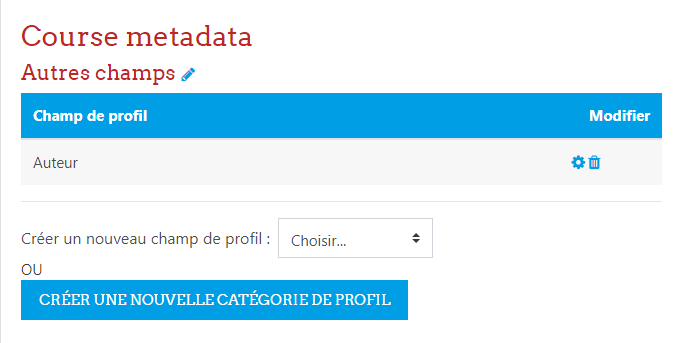 Course metadata
Autres champs
Champ de profil Modifier
Auteur
Créer un nouveau champ de profil : Choisir...
OU
CRÉER UNE NOUVELLE CATÉGORIE DE PROFIL